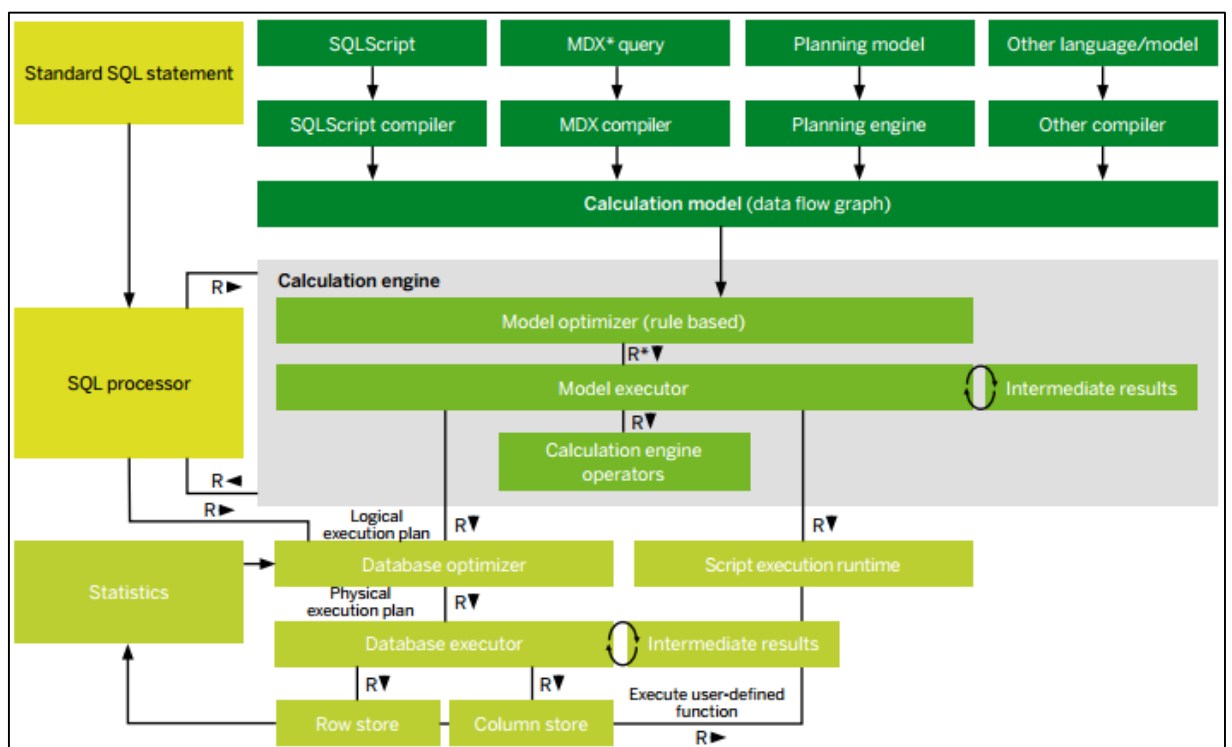 Standard SQL statement
SQLScript
MDX* query
Planning model
Other language/model
SQLScript compiler
MDX compiler
Planning engine
Other compiler
Calculation model (data flow graph)
R►
Calculation engine
Model optimizer (rule based)
R*▼
SQL processor
Model executor
Intermediate results
R▼
Calculation engine
operators
R◄
R►
Logical
execution plan
R▼
R▼
Statistics
Database optimizer
Script execution runtime
Physical
execution plan
R▼
Database executor
Intermediate results
R▼
R▼
Execute user-defined
function
Row store
Column store
R►